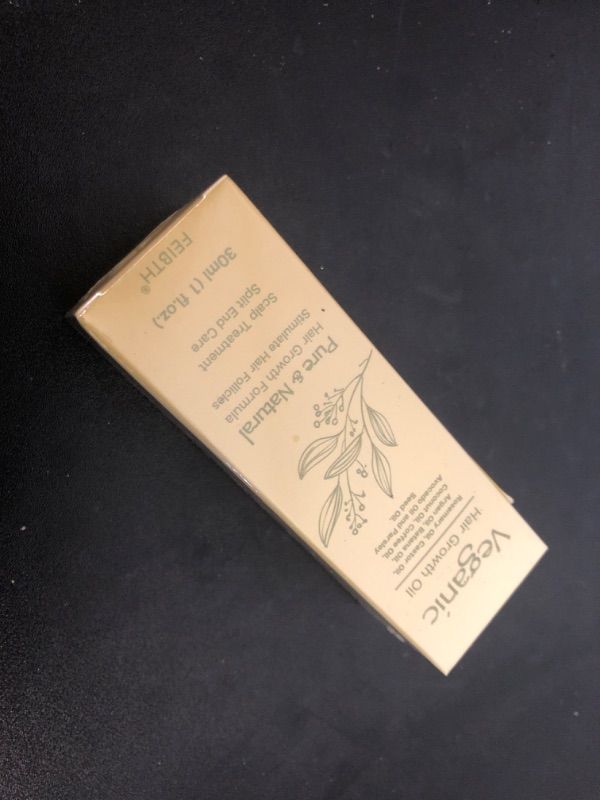 Veganic
Hair Growth Oil
Rosemary Oil, Castor Oil,
Argan Oil, Batana Oil,
Coconut Oil, Coffee Oil,
Avocado Oil and Parsley
Seed Oil.
Pure & Natural
Hair Growth Formula
Stimulate Hair Follicles
Scalp Treatment
Split End Care
30ml (1 fl.oz.)
FEIBTH®